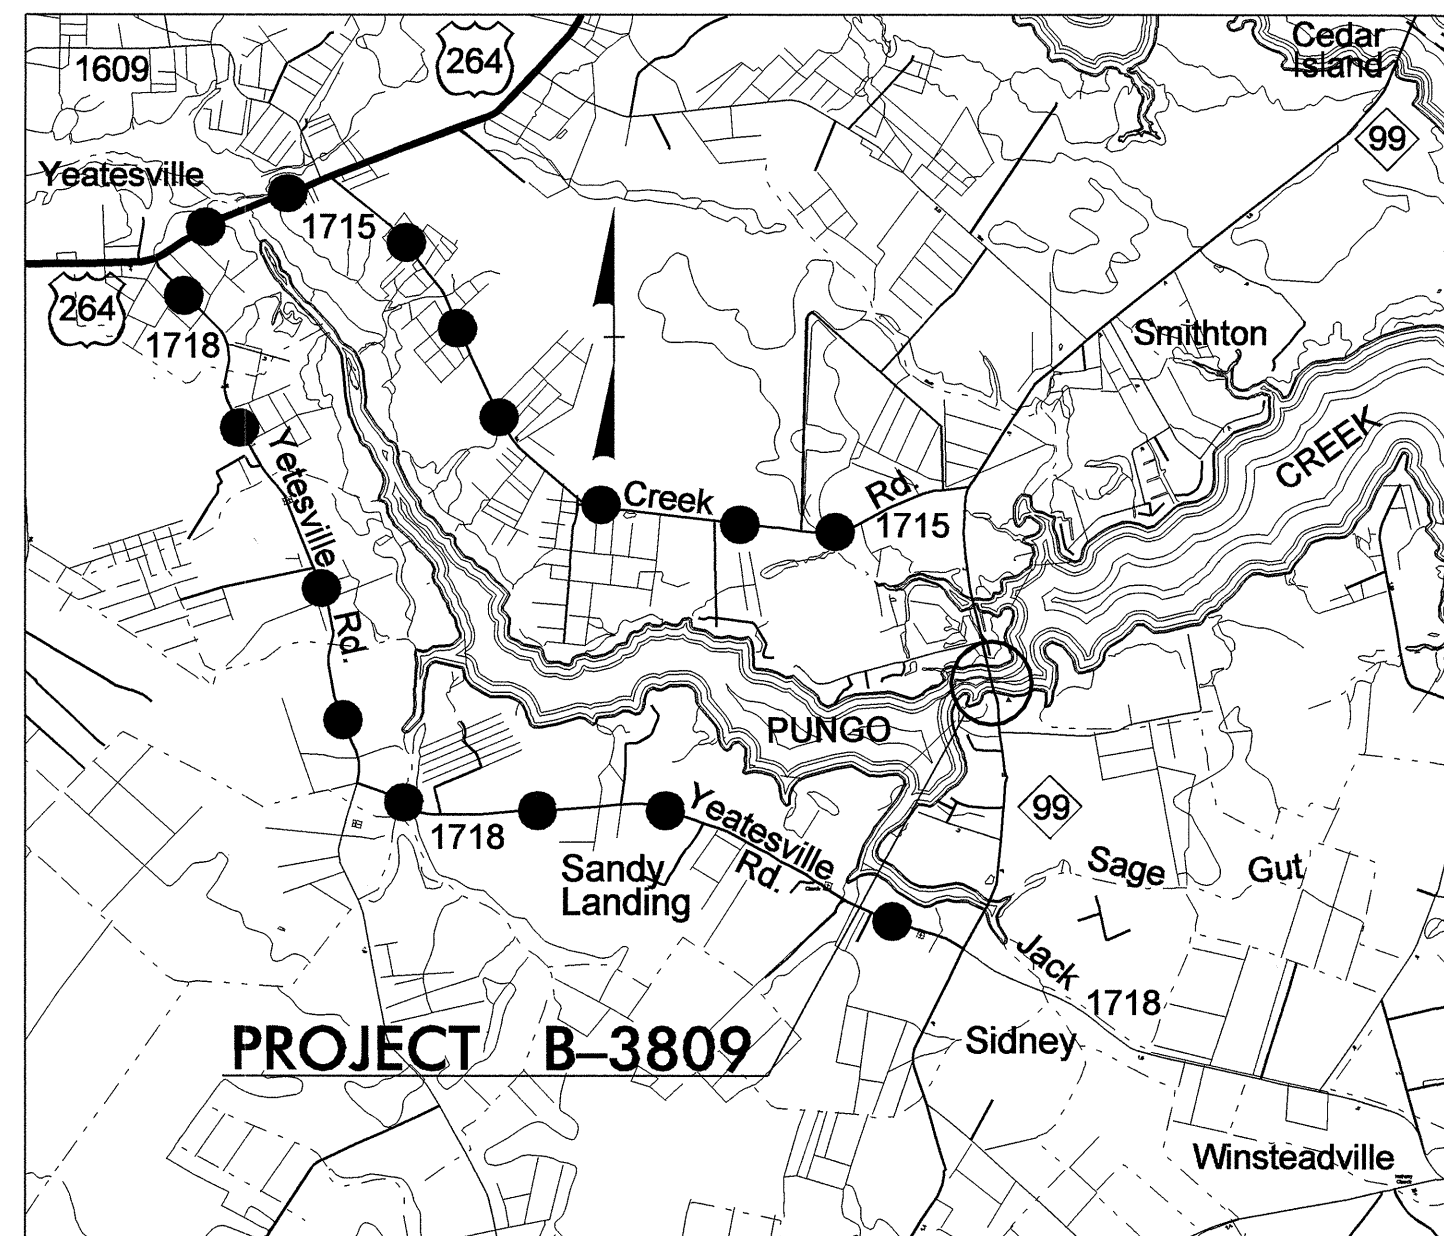 Cedar
Island
264
1609
99
Yeatesville
1715
264
1718
Smithton
CREEK
Yetesville
Rd.
Creek
Rd.
1715
PUNGO
99
Yeatesville
Rd.
1718
Sandy
Landing
Sage Gut
Jack
1718
Sidney
PROJECT B–3809
Winsteadville